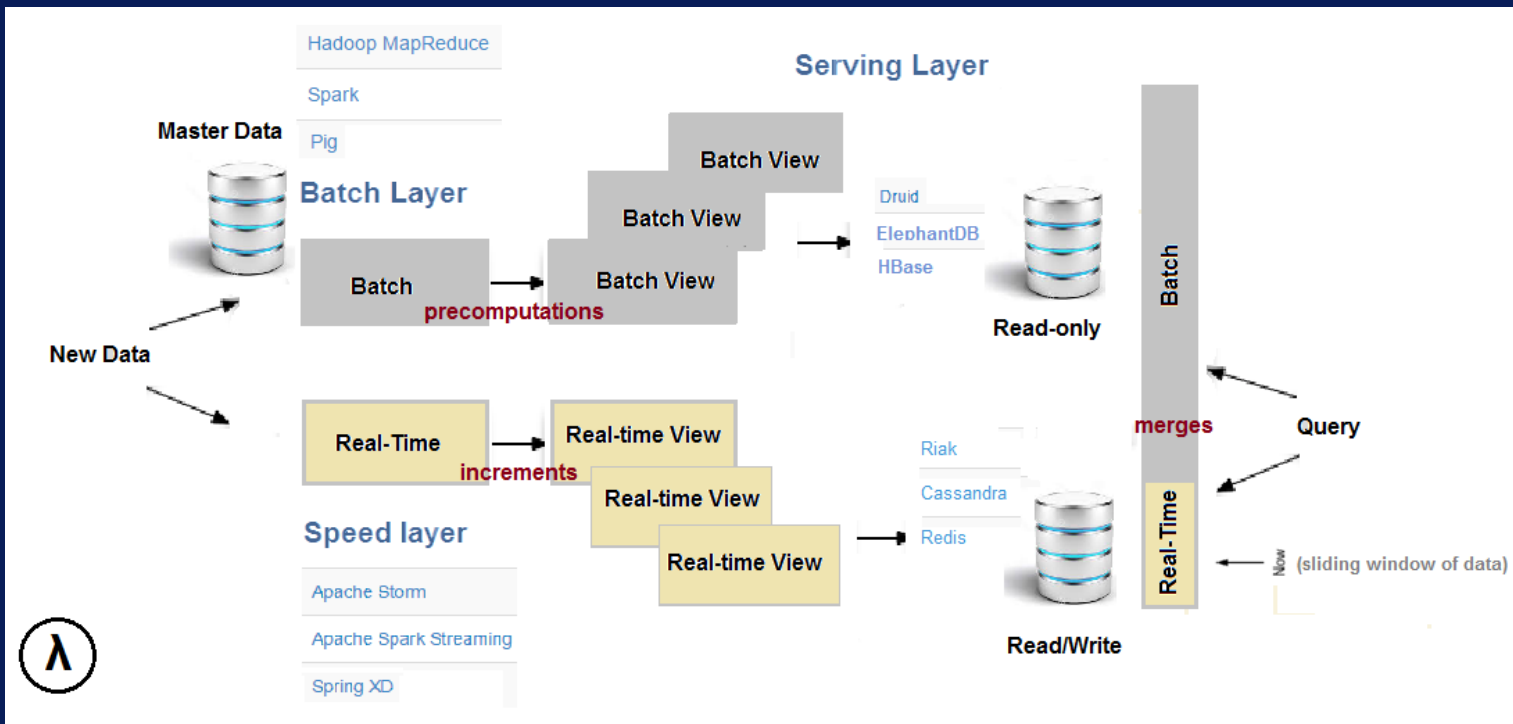 Hadoop MapReduce
Spark
Pig
Serving Layer
Master Data
Batch Layer
Batch View
Batch View
Batch View
Batch
precomputations
Druid
ElephantDB
HBase
Read-only
Batch
New Data
Real-Time
increments
Real-time View
Real-time View
Real-time View
Riak
Cassandra
Redis
Read/Write
merges
Query
Real-Time
Now
(sliding window of data)
Speed layer
Apache Storm
Apache Spark Streaming
Spring XD
λ